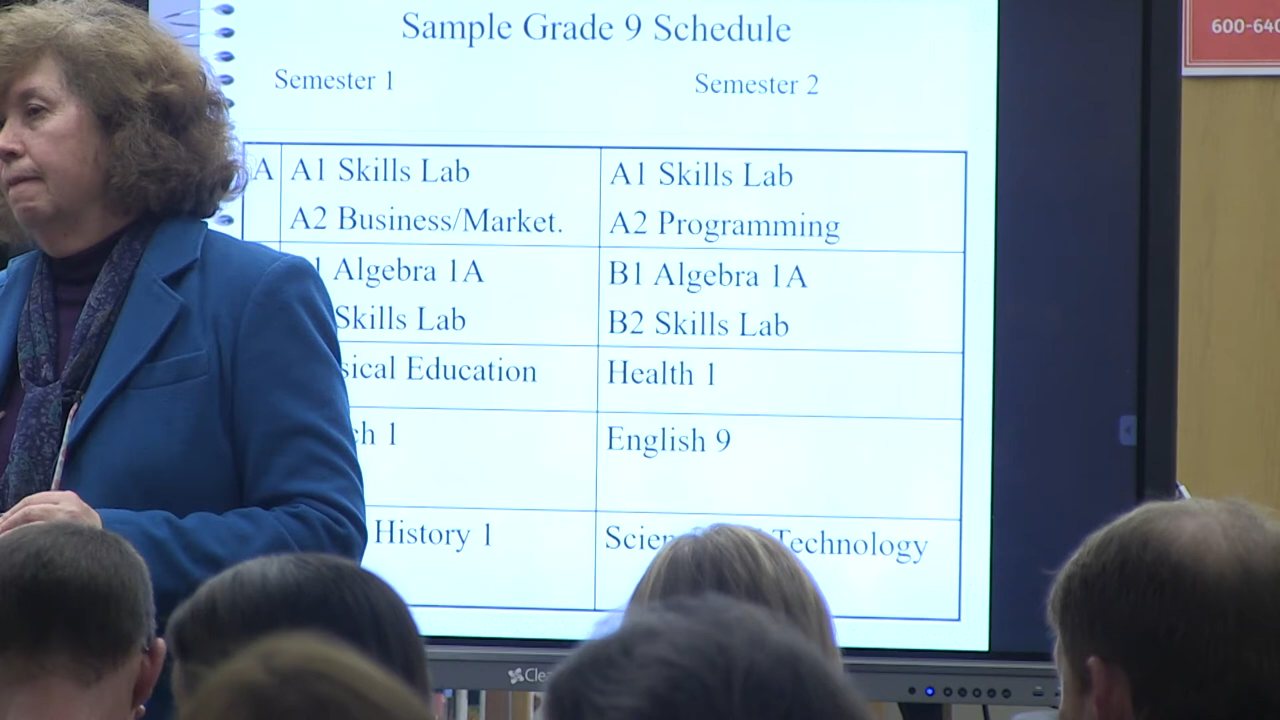 Sample Grade 9 Schedule
600-640
Semester 1
Semester 2
A
A1 Skills Lab
A2 Business/Market.
A1 Skills Lab
A2 Programming
Algebra 1A
Skills Lab
B1 Algebra 1A
B2 Skills Lab
Education
Health 1
1
English 9
History 1
Technology